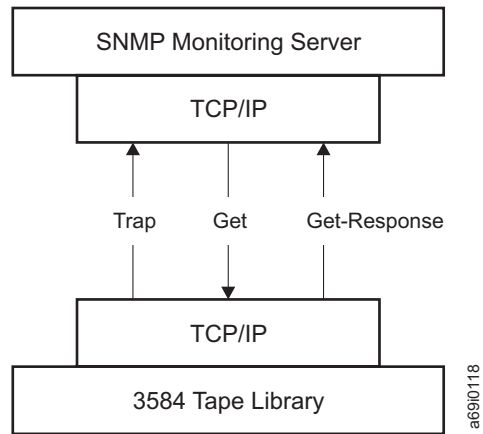 SNMP Monitoring Server
TCP/IP
Trap Get Get-Response
TCP/IP
3584 Tape Library
a69i0118